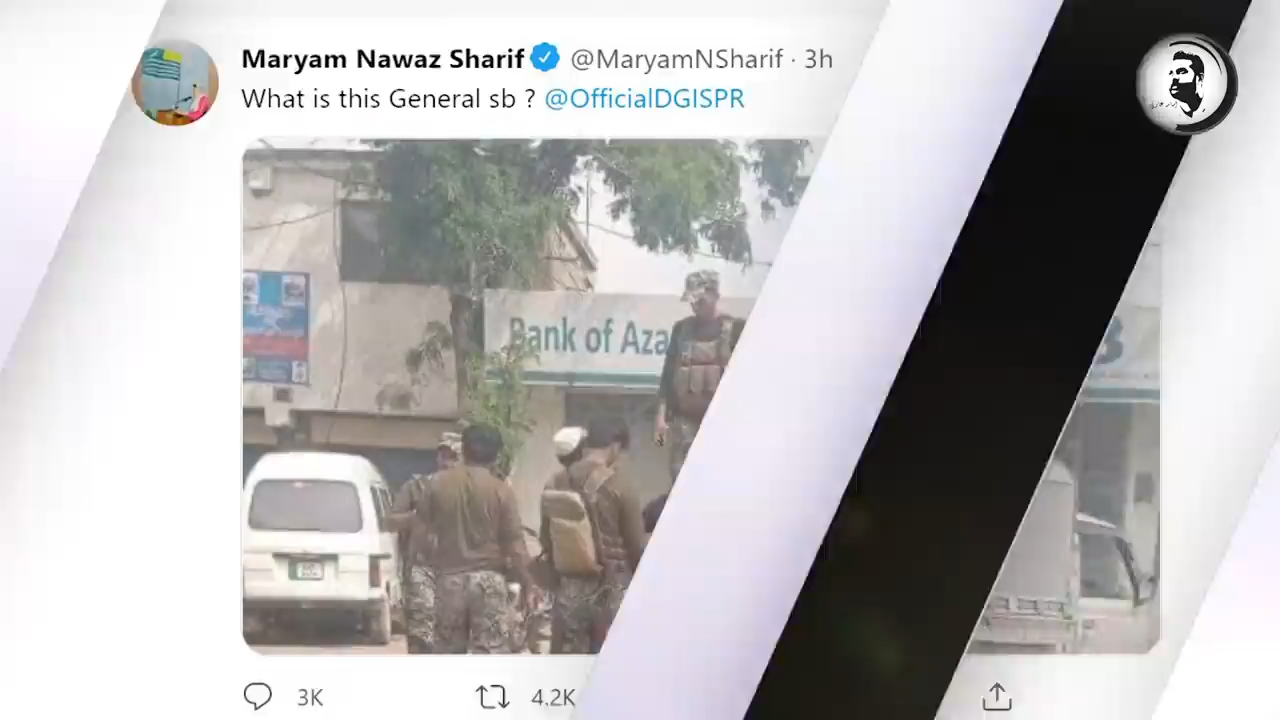 Maryam Nawaz Sharif @MaryamNSharif · 3h
What is this General sb ? @OfficialDGISPR
Bank of Aza
3K 4.2K